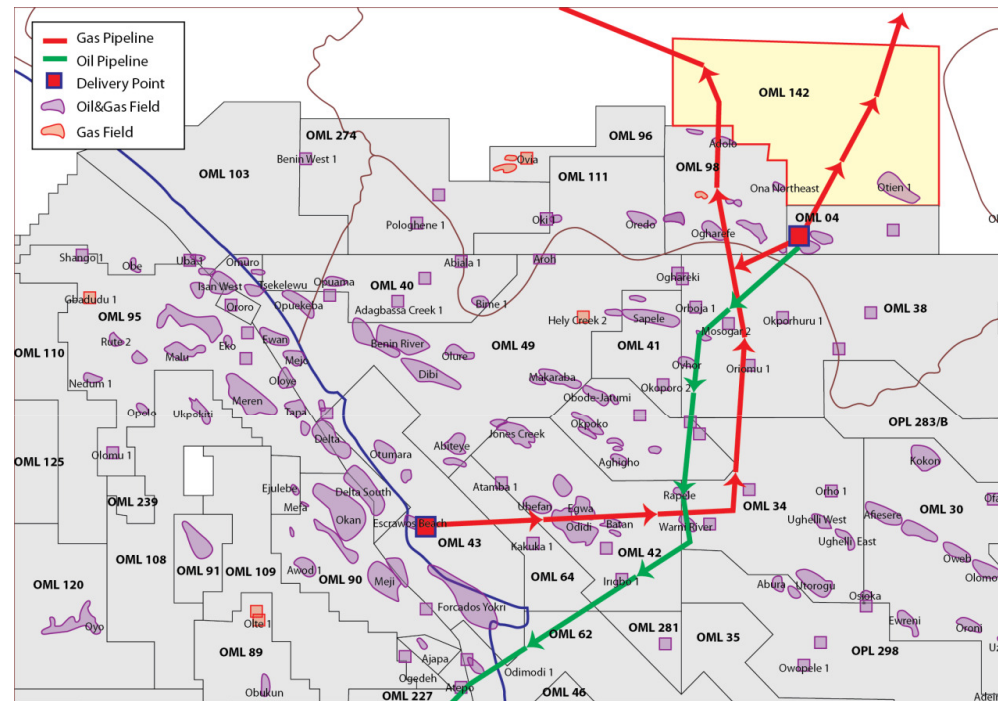 Gas Pipeline
Oil Pipeline
Delivery Point
Oil&Gas Field
Gas Field
OML 142
OML 274
OML 96
Adolo
Benin West 1
Ovia
OML 103
OML 111
OML 98
Ona Northeast
Otien 1
Pologhene 1
Oki 1
Oredo
Ogharefe
OML 04
Shango 1
Obe
Ubau
Omuro
Abiala 1
Aroh
Isan West
Tsekelewu
Opuama
OML 40
Oghareki
Gbadudu 1
Ororo
Opuekeba
Adagbassa Creek 1
Bime 1
Orboja 1
OML 95
Hely Creek 2
Sapele
Okporhuru 1
OML 38
Mosogar 2
Rute 2
Eko
Ewan
Benin River
OML 49
OML 41
OML 110
Malu
Mejo
Olure
Ovhor
Oriomu 1
Nedum 1
Oloye
Dibi
Makaraba
Okoporo 2
Meren
Obode-Jatumi
Opolo
Ukpokiti
Tapa
Okpoko
OPL 283/B
Delta
Jones Creek
Abiteye
OML 125
Olomu 1
Otumara
Aghigho
Kokon
Ejulebe
Delta South
Atamba 1
Rapele
Orho 1
OML 239
Mefa
Ubefan
Egwa
OML 34
OML 30
Okan
Escrawos Beach
Odidi
Batan
Warri River
Ughelli West
Afiesere
OML 43
Kakuka 1
OML 42
Ughelli East
OML 108
OML 91
OML 109
Awod 1
OML 90
Meji
OML 64
Inqbo 1
Abura
Utorogu
Oweb
Olomo
OML 120
Osioka
Forcados Yokri
Oyo
Olte 1
OML 62
OML 281
OML 35
Ewreni
Oroni
OML 89
Ajapa
OPL 298
Ogedeh
Odimodi 1
Owopele 1
Obukun
OML 227
Atepo
OML 46